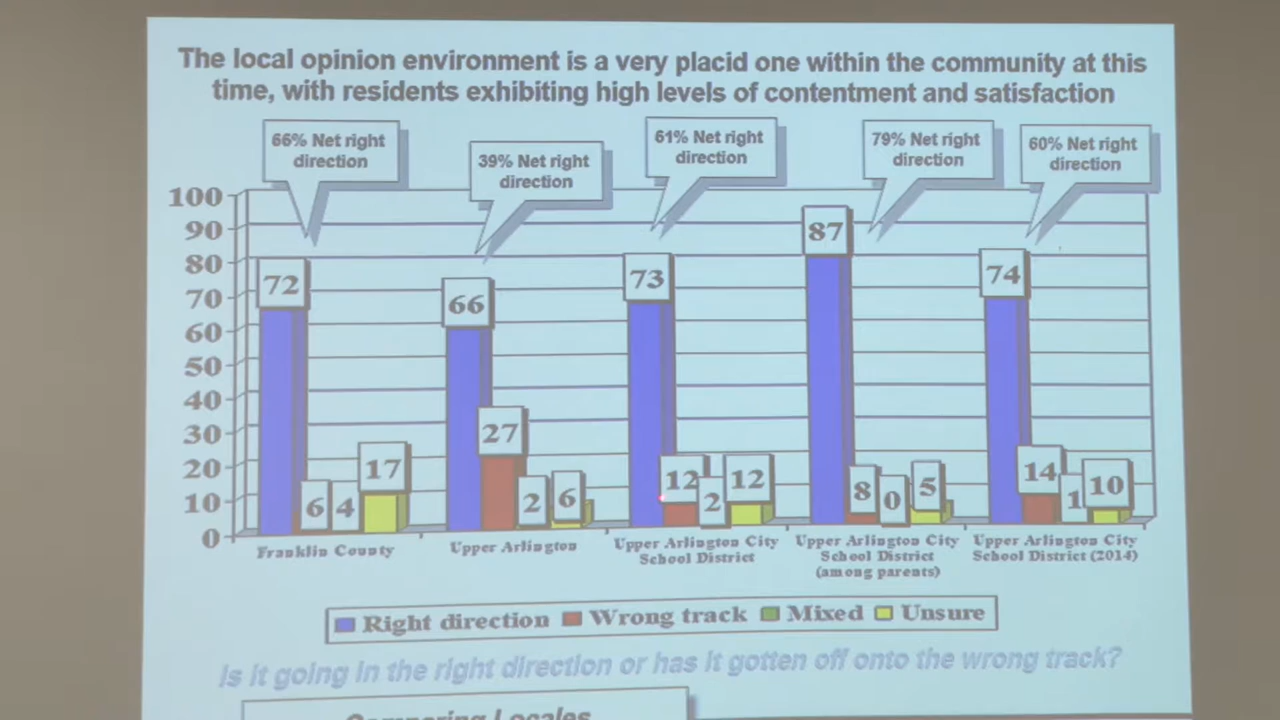 The local opinion environment is a very placid one within the community at this
time, with residents exhibiting high levels of contentment and satisfaction
66% Net right
direction
39% Net right
direction
61% Net right
direction
79% Net right
direction
60% Net right
direction
100
90
80
70
60
50
40
30
20
10
0
72
6
4
17
66
27
2
6
73
12
2
12
87
8
0
5
74
14
1
10
Franklin County
Upper Arlington
Upper Arlington City
School District
Upper Arlington City
School District
(among parents)
Upper Arlington City
School District (2014)
Right direction
Wrong track
Mixed
Unsure
Is it going in the right direction or has it gotten off onto the wrong track?
Comparing Locales